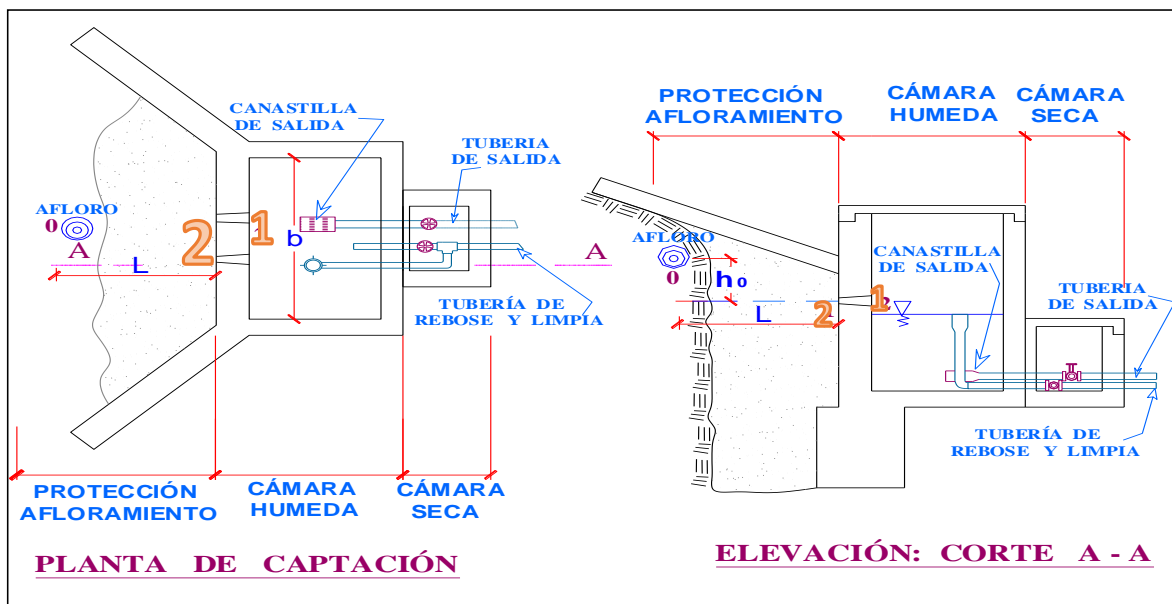 CANASTILLA
DE SALIDA
TUBERIA
DE SALIDA
AFLORO
0
A
2
1
b
L
A
TUBERÍA DE
REBOSE Y LIMPIA
PROTECCIÓN
AFLORAMIENTO
CÁMARA
HUMEDA
CÁMARA
SECA
PLANTA DE CAPTACIÓN
PROTECCIÓN
AFLORAMIENTO
CÁMARA
HUMEDA
CÁMARA
SECA
AFLORO
0
ho
CANASTILLA
DE SALIDA
2
1
L
TUBERIA
DE SALIDA
TUBERÍA DE
REBOSE Y LIMPIA
ELEVACIÓN: CORTE A - A